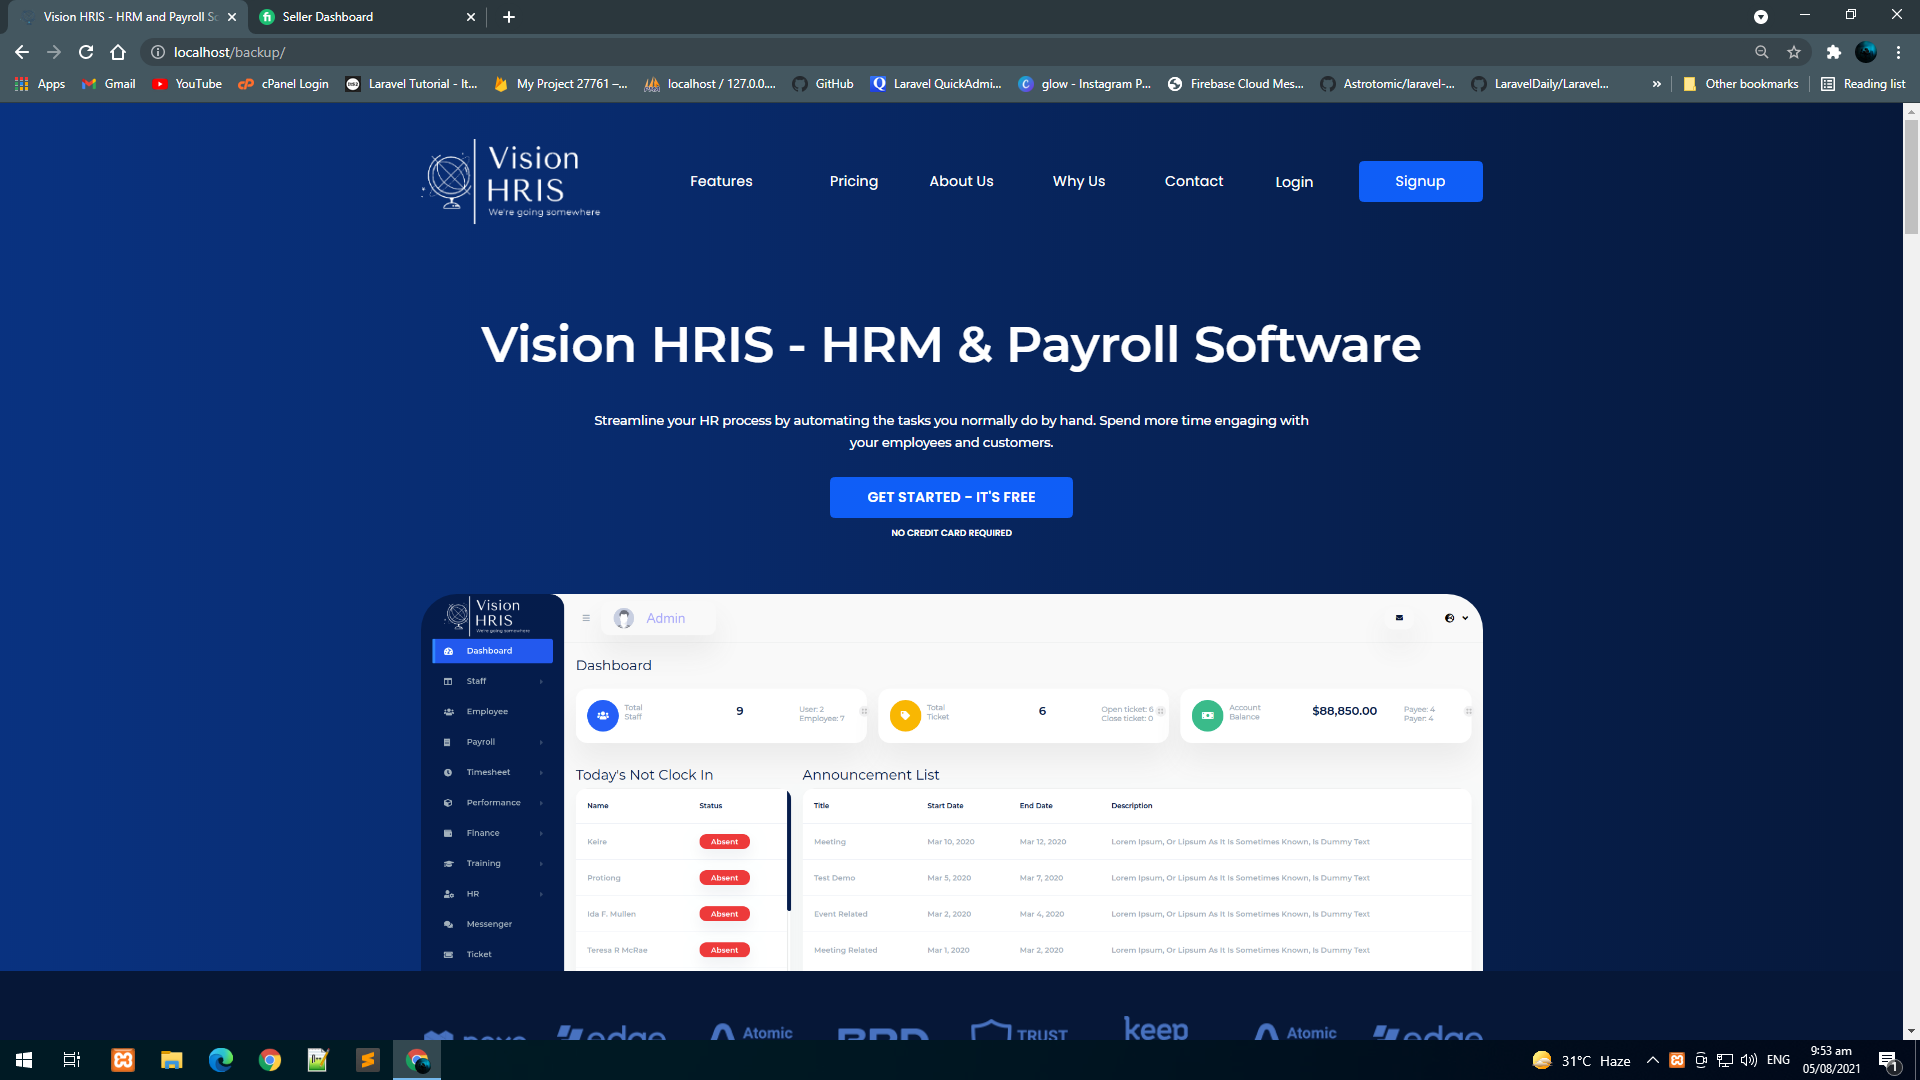 Vision HRIS - HRM and Payroll So
Seller Dashboard
localhost/backup/
Apps
Gmail
YouTube
cPanel Login
Laravel Tutorial - It...
My Project 27761 –...
localhost / 127.0.0....
GitHub
Laravel QuickAdmi...
glow - Instagram P...
Firebase Cloud Mes...
Astrotomic/laravel-...
LaravelDaily/Laravel...
»
Other bookmarks
Reading list
Vision
HRIS
We're going somewhere
Features
Pricing
About Us
Why Us
Contact
Login
Signup
Vision HRIS - HRM & Payroll Software
Streamline your HR process by automating the tasks you normally do by hand. Spend more time engaging with
your employees and customers.
GET STARTED - IT'S FREE
NO CREDIT CARD REQUIRED
Vision
HRIS
We're going somewhere
Admin
Dashboard
Staff
Employee
Payroll
Timesheet
Performance
Finance
Training
HR
Messenger
Ticket
Dashboard
Total
Staff
9
User: 2
Employee: 7
Total
Ticket
6
Open ticket: 6
Close ticket: 0
Account
Balance
$88,850.00
Payee: 4
Payer: 4
Today's Not Clock In
Name Status
Keire Absent
Protiong Absent
Ida F. Mullen Absent
Teresa R McRae Absent
Announcement List
Title Start Date End Date Description
Meeting Mar 10, 2020 Mar 12, 2020 Lorem Ipsum, Or Lipsum As It Is Sometimes Known, Is Dummy Text
Test Demo Mar 5, 2020 Mar 7, 2020 Lorem Ipsum, Or Lipsum As It Is Sometimes Known, Is Dummy Text
Event Related Mar 2, 2020 Mar 4, 2020 Lorem Ipsum, Or Lipsum As It Is Sometimes Known, Is Dummy Text
Meeting Related Mar 1, 2020 Mar 2, 2020 Lorem Ipsum, Or Lipsum As It Is Sometimes Known, Is Dummy Text
edge
Atomic
TRUST
keep
Atomic
edge
31°C Haze
ENG
9:53 am
05/08/2021
1